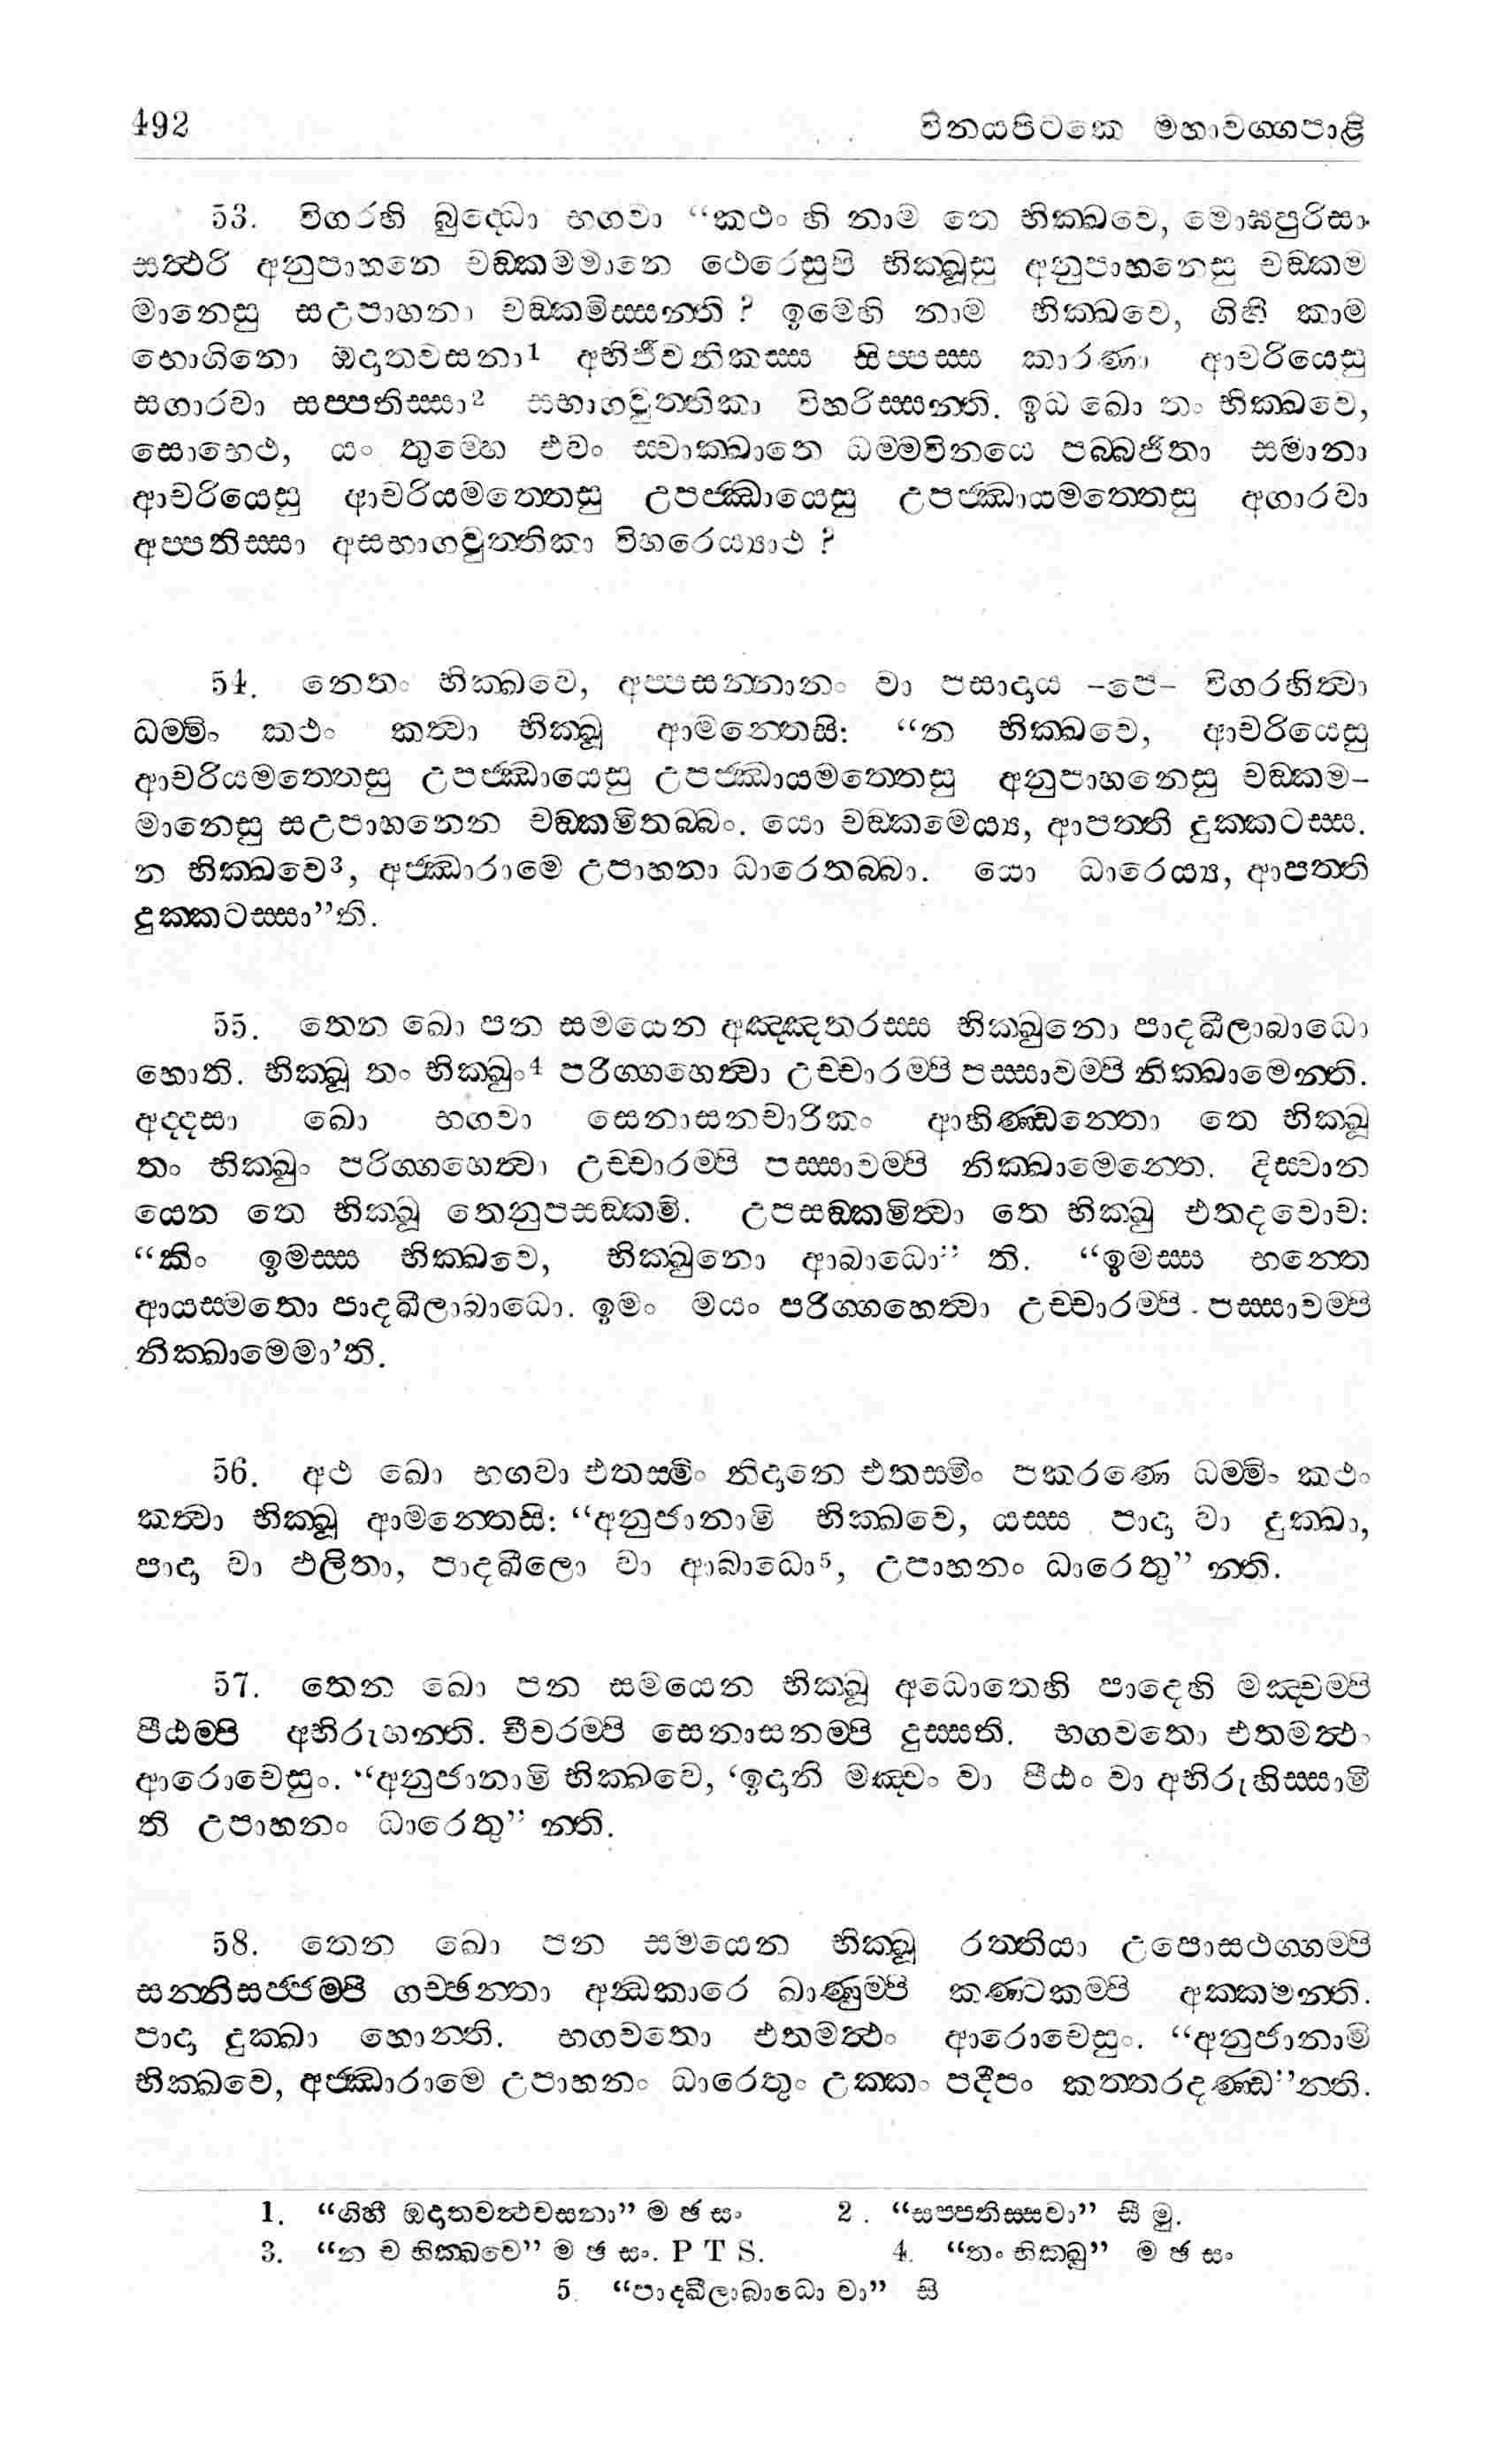 492 විනයපිටකෙ මහාවග්ගපාළි
53. විගරහි බුද්ධො භගවා “කථං හි නාම තෙ භික්ඛවෙ, මොඝපුරිසා
සත්ථරි අනුපාහනෙ චඞ්කමමානෙ ථෙරෙසුපි භික්ඛූසු අනුපාහනෙසු චඞ්කම
මානෙසු සඋපාහනා චඞ්කමිස්සන්ති ? ඉමෙහි නාම භික්ඛවෙ, ගිහී කාම
භොගිනො ඔදාතවසනා1 අභිජීවනිකස්ස සිප්පස්ස කාරණා ආචරියෙසු
සගාරවා සප්පතිස්සා2 සභාගවුත්තිකා විහරිස්සන්ති. ඉධ ඛො තං භික්ඛවෙ,
සොභෙථ, යං තුම්හෙ එවං ස්වාක්ඛාතෙ ධම්මවිනයෙ පබ්බජිතා සමානා
ආචරියෙසු ආචරියමත්තෙසු උපජ්ඣායෙසු උපජ්ඣායමත්තෙසු අගාරවා
අප්පතිස්සා අසභාගවුත්තිකා විහරෙය්‍යාථ ?
54. නෙතං භික්ඛවෙ, අප්පසන්නානං වා පසාදාය –පෙ– විගරහිත්වා
ධම්මිං කථං කත්වා භික්ඛූ ආමන්තෙසි: “න භික්ඛවෙ, ආචරියෙසු
ආචරියමත්තෙසු උපජ්ඣායෙසු උපජ්ඣායමත්තෙසු අනුපාහනෙසු චඞ්කම–
මානෙසු සඋපාහනෙන චඞ්කමිතබ්බං. යො චඞ්කමෙය්‍ය, ආපත්ති දුක්කටස්ස.
න භික්ඛවෙ3, අජ්ඣාරාමෙ උපාහනා ධාරෙතබ්බා. යො ධාරෙය්‍ය, ආපත්ති
දුක්කටස්සා”ති.
55. තෙන ඛො පන සමයෙන අඤ්ඤතරස්ස භික්ඛුනො පාදඛීලාබාධො
හොති. භික්ඛූ තං භික්ඛුං4 පරිග්ගහෙත්වා උච්චාරම්පි පස්සාවම්පි නික්ඛාමෙන්ති.
අද්දසා ඛො භගවා සෙනාසනචාරිකං ආහිණ්ඩන්තො තෙ භික්ඛූ
තං භික්ඛුං පරිග්ගහෙත්වා උච්චාරම්පි පස්සාවම්පි නික්ඛාමෙන්තෙ. දිස්වාන
යෙන තෙ භික්ඛූ තෙනුපසඞ්කමි. උපසඞ්කමිත්වා තෙ භික්ඛු එතදවොච:
“කිං ඉමස්ස භික්ඛවෙ, භික්ඛුනො ආබාධො” ති. “ඉමස්ස භන්තෙ
ආයස්මතො පාදඛීලාබාධො. ඉමං මයං පරිග්ගහෙත්වා උච්චාරම්පි පස්සාවම්පි
නික්ඛාමෙමා’ති.
56. අථ ඛො භගවා එතස්මිං නිදානෙ එතස්මිං පකරණෙ ධම්මිං කථං
කත්වා භික්ඛූ ආමන්තෙසි: “අනුජානාමි භික්ඛවෙ, යස්ස පාදා වා දුක්ඛා,
පාදා වා ඵලිතා, පාදඛීලො වා ආබාධො5, උපාහනං ධාරෙතු” න්ති.
57. තෙන ඛො පන සමයෙන භික්ඛූ අධොතෙහි පාදෙහි මඤ්චම්පි
පීඨම්පි අභිරුහන්ති. චීවරම්පි සෙනාසනම්පි දුස්සති. භගවතො එතමත්ථං
ආරොචෙසුං. “අනුජානාමි භික්ඛවෙ, ‘ඉදානි මඤ්චං වා පීඨං වා අභිරුහිස්සාමී
ති උපාහනං ධාරෙතු” න්ති.
58. තෙන ඛො පන සමයෙන භික්ඛූ රත්තියා උපොසථග්ගම්පි
සන්නිසජ්ජම්පි ගච්ඡන්තා අන්ධකාරෙ ඛාණුම්පි කණ්ටකම්පි අක්කමන්ති.
පාදා දුක්ඛා හොන්ති. භගවතො එතමත්ථං ආරොචෙසුං. “අනුජානාමි
භික්ඛවෙ, අජ්ඣාරාමෙ උපාහනං ධාරෙතුං උක්කං පදීපං කත්තරදණ්ඩ”න්ති.
1. “ගිහී ඔදාතවත්ථවසනා” ම ඡ සං 2 . “සප්පතිස්සවා” සී මු.
3. “න ච භික්ඛවෙ” ම ඡ සං. P T S. 4. “තං භික්ඛු” ම ඡ සං
5. “පාදඛීලාබාධො වා” සි